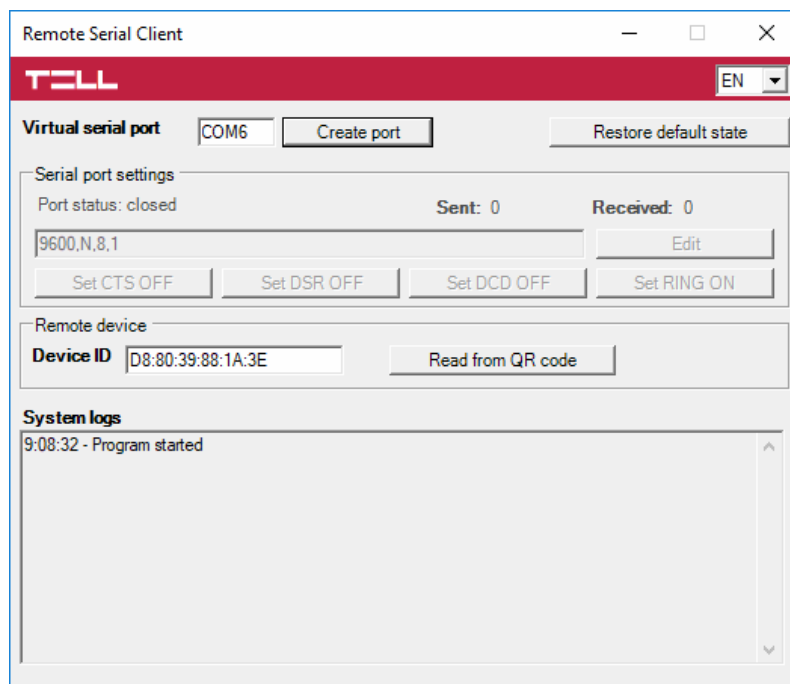 Remote Serial Client
TELL
EN
Virtual serial port COM6 Create port Restore default state
Serial port settings
Port status: closed Sent: 0 Received: 0
9600,N,8,1 Edit
Set CTS OFF Set DSR OFF Set DCD OFF Set RING ON
Remote device
Device ID D8:80:39:88:1A:3E Read from QR code
System logs
9:08:32 - Program started